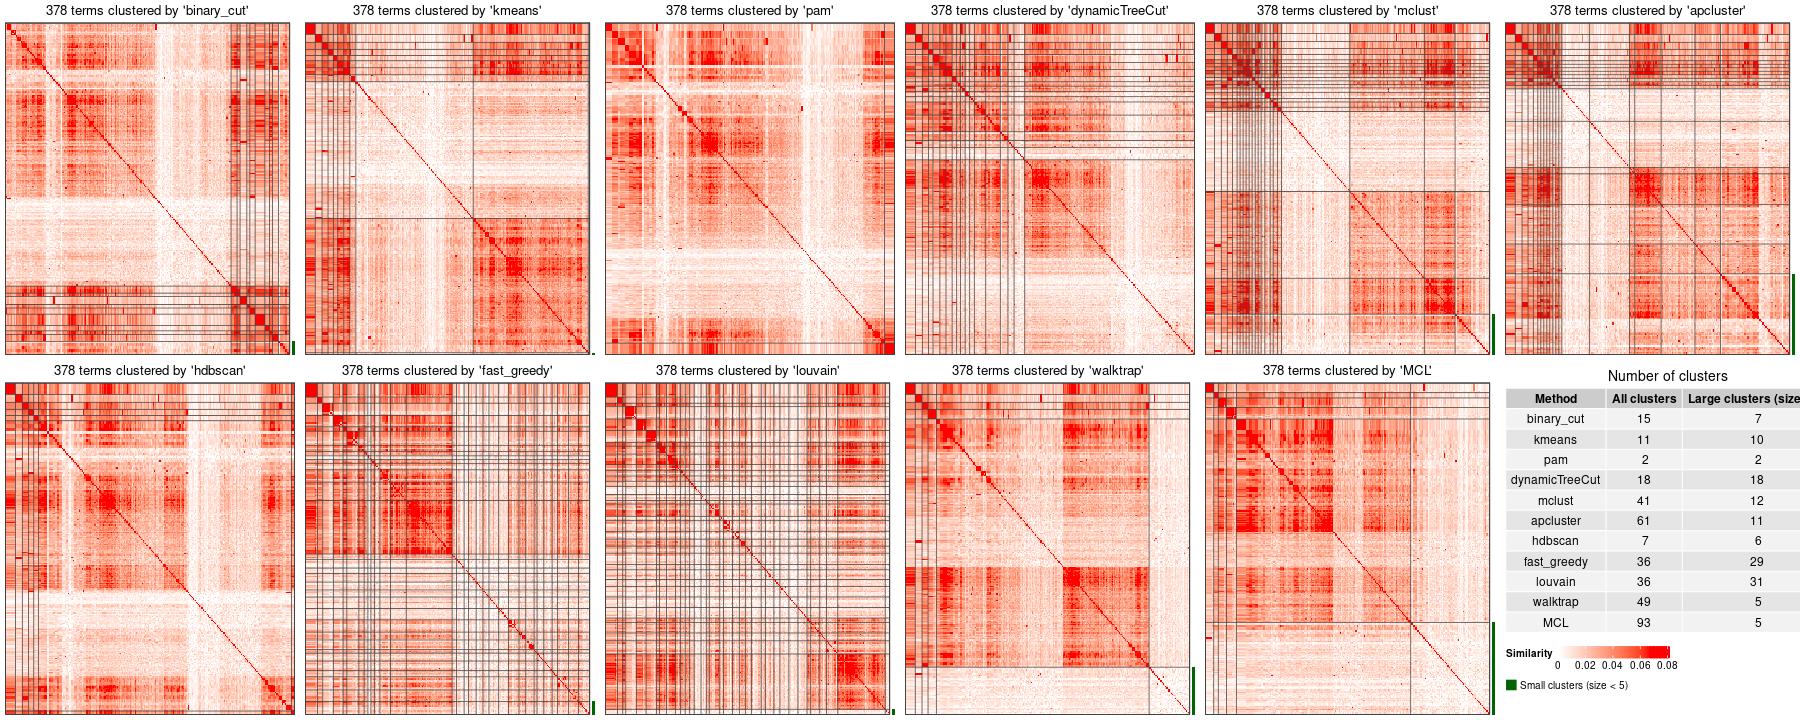 378 terms clustered by 'binary_cut'
378 terms clustered by 'kmeans'
378 terms clustered by 'pam'
378 terms clustered by 'dynamicTreeCut'
378 terms clustered by 'mclust'
378 terms clustered by 'apcluster'
378 terms clustered by 'hdbscan'
378 terms clustered by 'fast_greedy'
378 terms clustered by 'louvain'
378 terms clustered by 'walktrap'
378 terms clustered by 'MCL'
Number of clusters
Method All clusters Large clusters (size
binary_cut 15 7
kmeans 11 10
pam 2 2
dynamicTreeCut 18 18
mclust 41 12
apcluster 61 11
hdbscan 7 6
fast_greedy 36 29
louvain 36 31
walktrap 49 5
MCL 93 5
Similarity
0 0.02 0.04 0.06 0.08
Small clusters (size < 5)